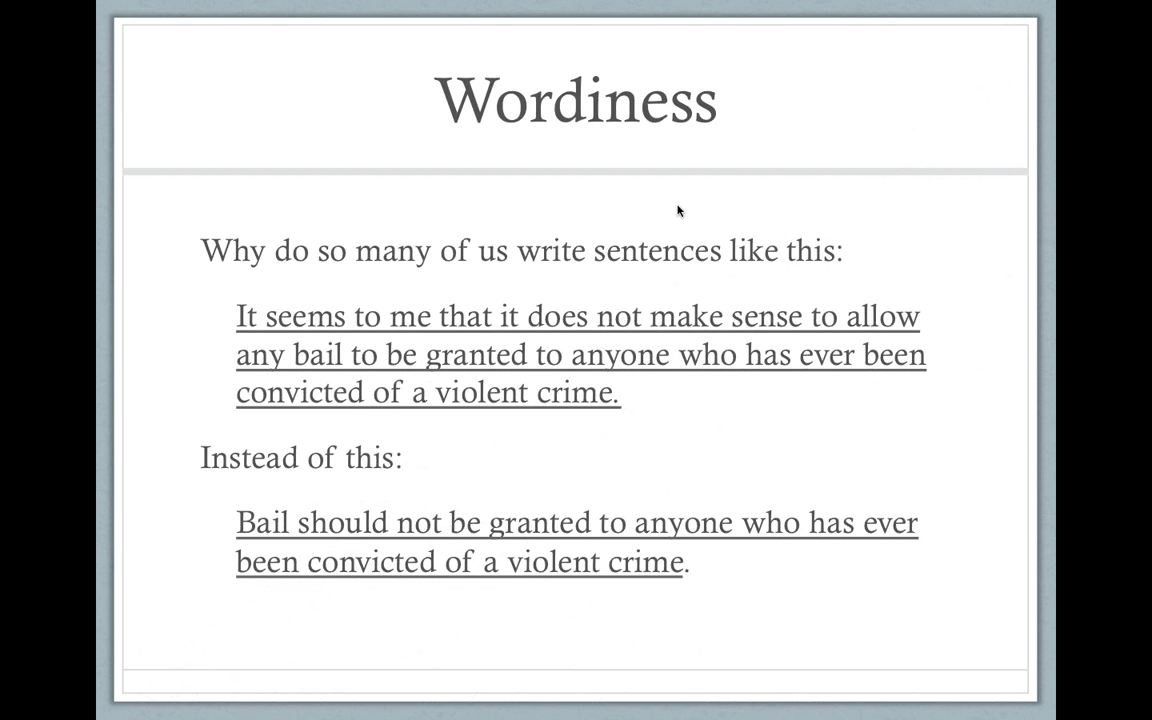 Wordiness
Why do so many of us write sentences like this:
It seems to me that it does not make sense to allow
any bail to be granted to anyone who has ever been
convicted of a violent crime.
Instead of this:
Bail should not be granted to anyone who has ever
been convicted of a violent crime.